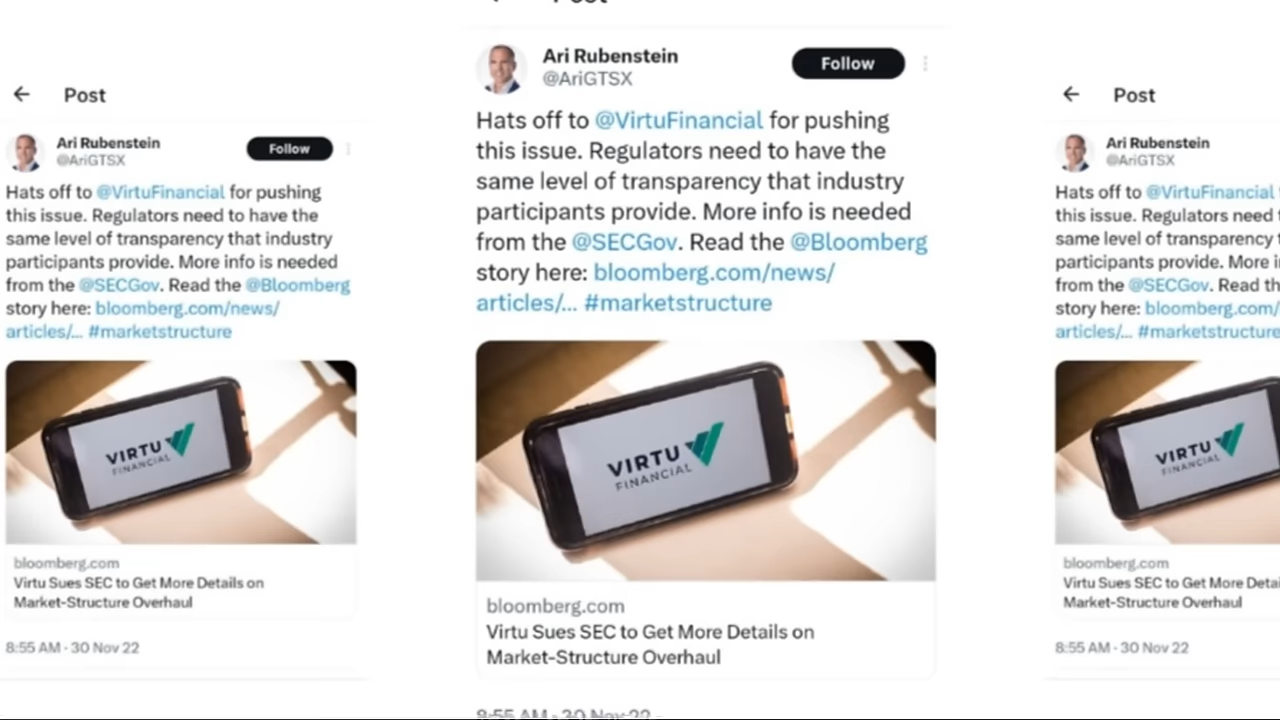 Post
Ari Rubenstein
@AriGTSX
Follow
Hats off to @VirtuFinancial for pushing
this issue. Regulators need to have the
same level of transparency that industry
participants provide. More info is needed
from the @SECGov. Read the @Bloomberg
story here: bloomberg.com/news/
articles/... #marketstructure
VIRTU
FINANCIAL
bloomberg.com
Virtu Sues SEC to Get More Details on
Market-Structure Overhaul
8:55 AM · 30 Nov 22
Post
Ari Rubenstein
@AriGTSX
Follow
Hats off to @VirtuFinancial for pushing
this issue. Regulators need to have the
same level of transparency that industry
participants provide. More info is needed
from the @SECGov. Read the @Bloomberg
story here: bloomberg.com/news/
articles/... #marketstructure
VIRTU
FINANCIAL
bloomberg.com
Virtu Sues SEC to Get More Details on
Market-Structure Overhaul
8:55 AM · 30 Nov 22
Post
Ari Rubenstein
@AriGTSX
Hats off to @VirtuFinancial
this issue. Regulators need
same level of transparency
participants provide. More
from the @SECGov. Read
story here: bloomberg.com/
articles/... #marketstructure
VIRTU
FINANCIAL
bloomberg.com
Virtu Sues SEC to Get More
Market-Structure Overhaul
8:55 AM · 30 Nov 22